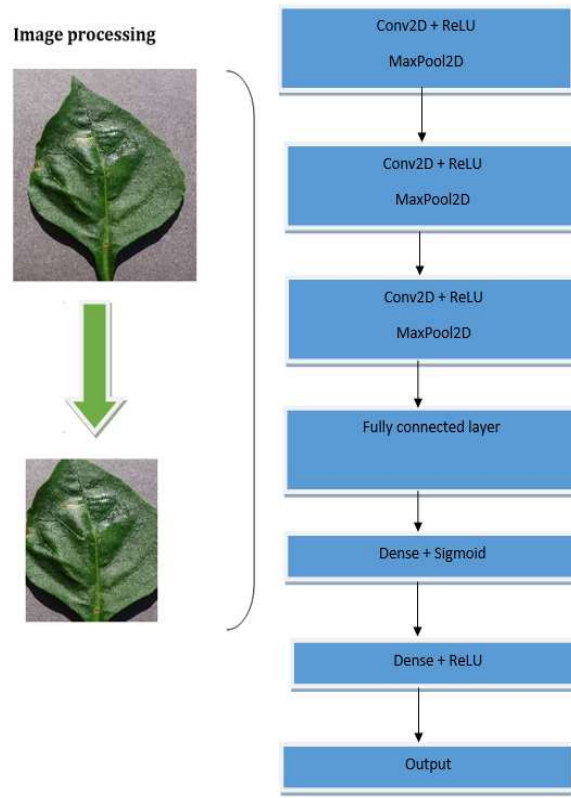 Image processing
Conv2D + ReLU
MaxPool2D
Conv2D + ReLU
MaxPool2D
Conv2D + ReLU
MaxPool2D
Fully connected layer
Dense + Sigmoid
Dense + ReLU
Output